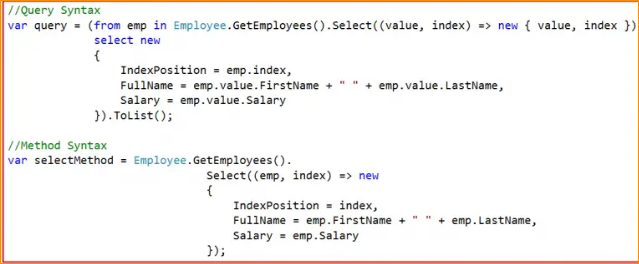 //Query Syntax
var query = (from emp in Employee.GetEmployees().Select((value, index) => new { value, index })
select new
{
IndexPosition = emp.index,
FullName = emp.value.FirstName + " " + emp.value.LastName,
Salary = emp.value.Salary
}).ToList();
//Method Syntax
var selectMethod = Employee.GetEmployees().
Select((emp, index) => new
{
IndexPosition = index,
FullName = emp.FirstName + " " + emp.LastName,
Salary = emp.Salary
});